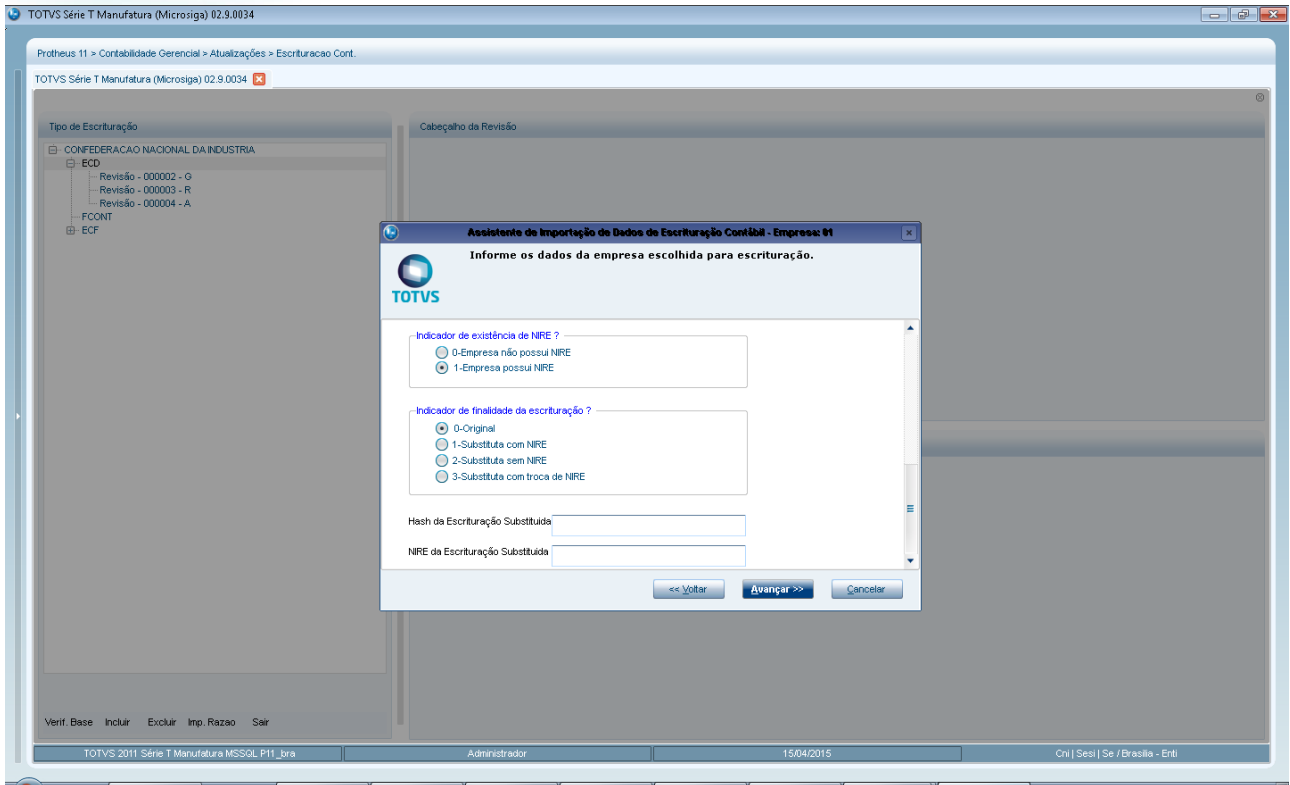 TOTVS Série T Manufatura (Microsiga) 02.9.0034
Protheus 11 > Contabilidade Gerencial > Atualizações > Escrituracao Cont.
TOTVS Série T Manufatura (Microsiga) 02.9.0034
Tipo de Escrituração
Cabeçalho da Revisão
CONFEDERACAO NACIONAL DA INDUSTRIA
ECD
Revisão - 000002 - G
Revisão - 000003 - R
Revisão - 000004 - A
FCONT
ECF
Assistente de Importação de Dados de Escrituração Contábil - Empresa: 01
Informe os dados da empresa escolhida para escrituração.
TOTVS
Indicador de existência de NIRE ?
0-Empresa não possui NIRE
1-Empresa possui NIRE
Indicador de finalidade da escrituração ?
0-Original
1-Substituta com NIRE
2-Substituta sem NIRE
3-Substituta com troca de NIRE
Hash da Escrituração Substituida
NIRE da Escrituração Substituida
<< Voltar Avançar >> Cancelar
Verif. Base Incluir Excluir Imp. Razao Sair
TOTVS 2011 Série T Manufatura MSSQL P11_bra Administrador 15/04/2015 Cni | Sesi | Se / Brasilia - Enti